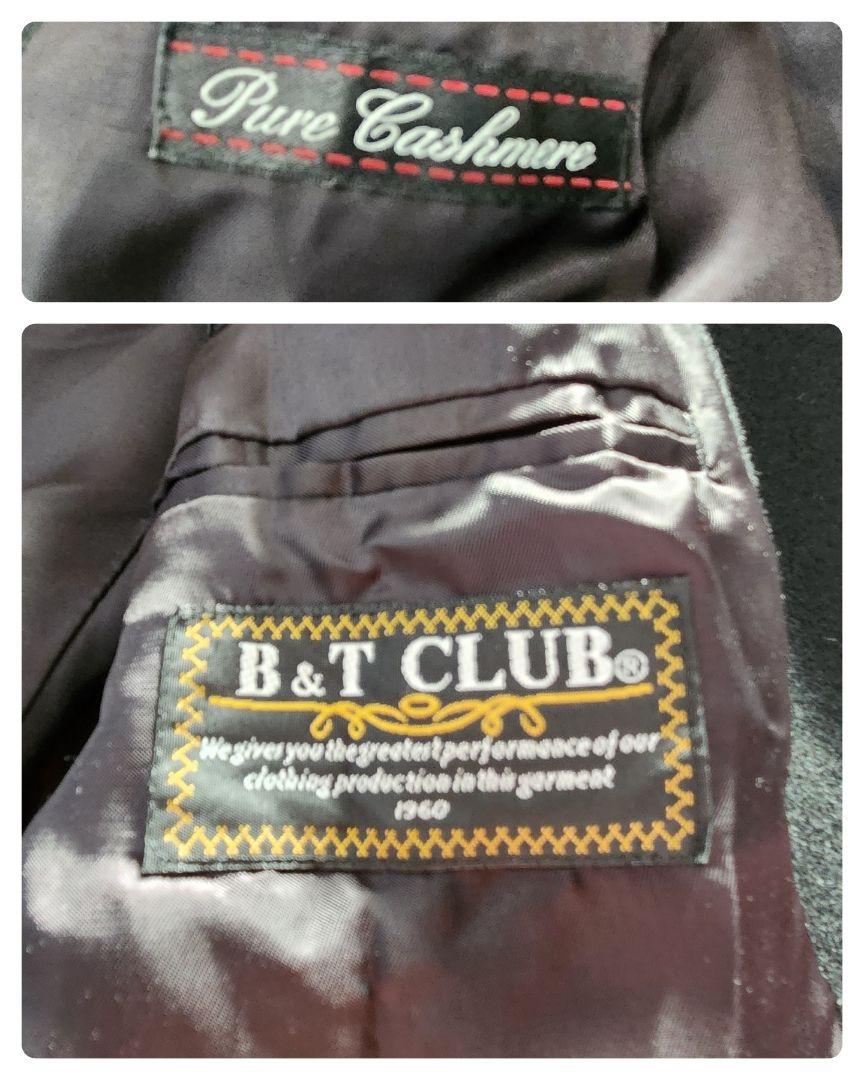 Pure Cashmere
B & T CLUB®
We gives you the greatest performance of our
clothing production in this garment
1960